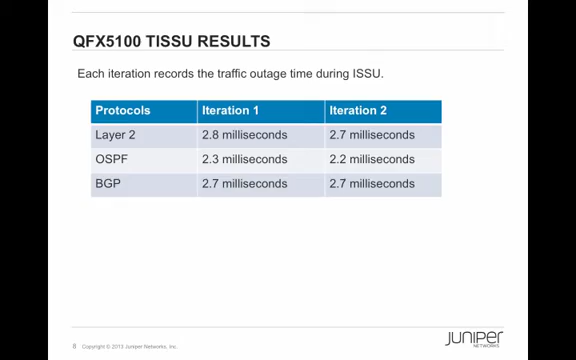 QFX5100 TISSU RESULTS
Each iteration records the traffic outage time during ISSU.
Protocols Iteration 1 Iteration 2
Layer 2 2.8 milliseconds 2.7 milliseconds
OSPF 2.3 milliseconds 2.2 milliseconds
BGP 2.7 milliseconds 2.7 milliseconds
8 Copyright © 2013 Juniper Networks, Inc.
JUNIPER
NETWORKS